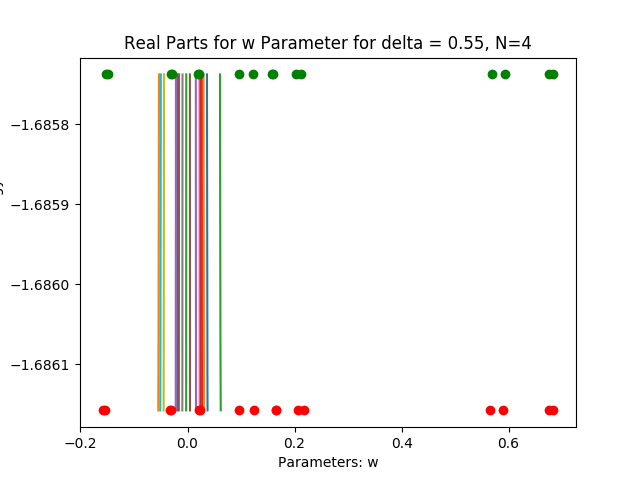 Real Parts for w Parameter for delta = 0.55, N=4
−1.6858
−1.6859
−1.6860
−1.6861
−0.2 0.0 0.2 0.4 0.6
Parameters: w